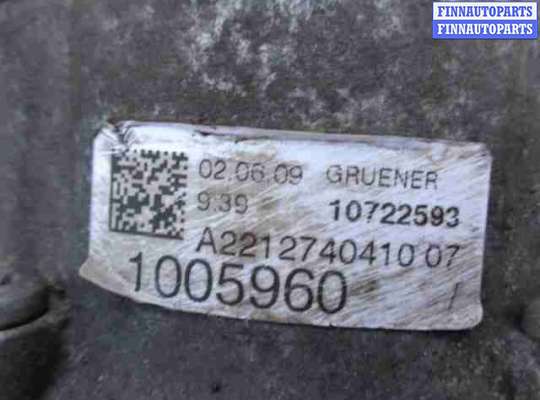 FINNAUTOPARTS
FINNAUTOPARTS
02.06.09 GRUENER
9:39 10722593
A2212740410 07
1005960 /